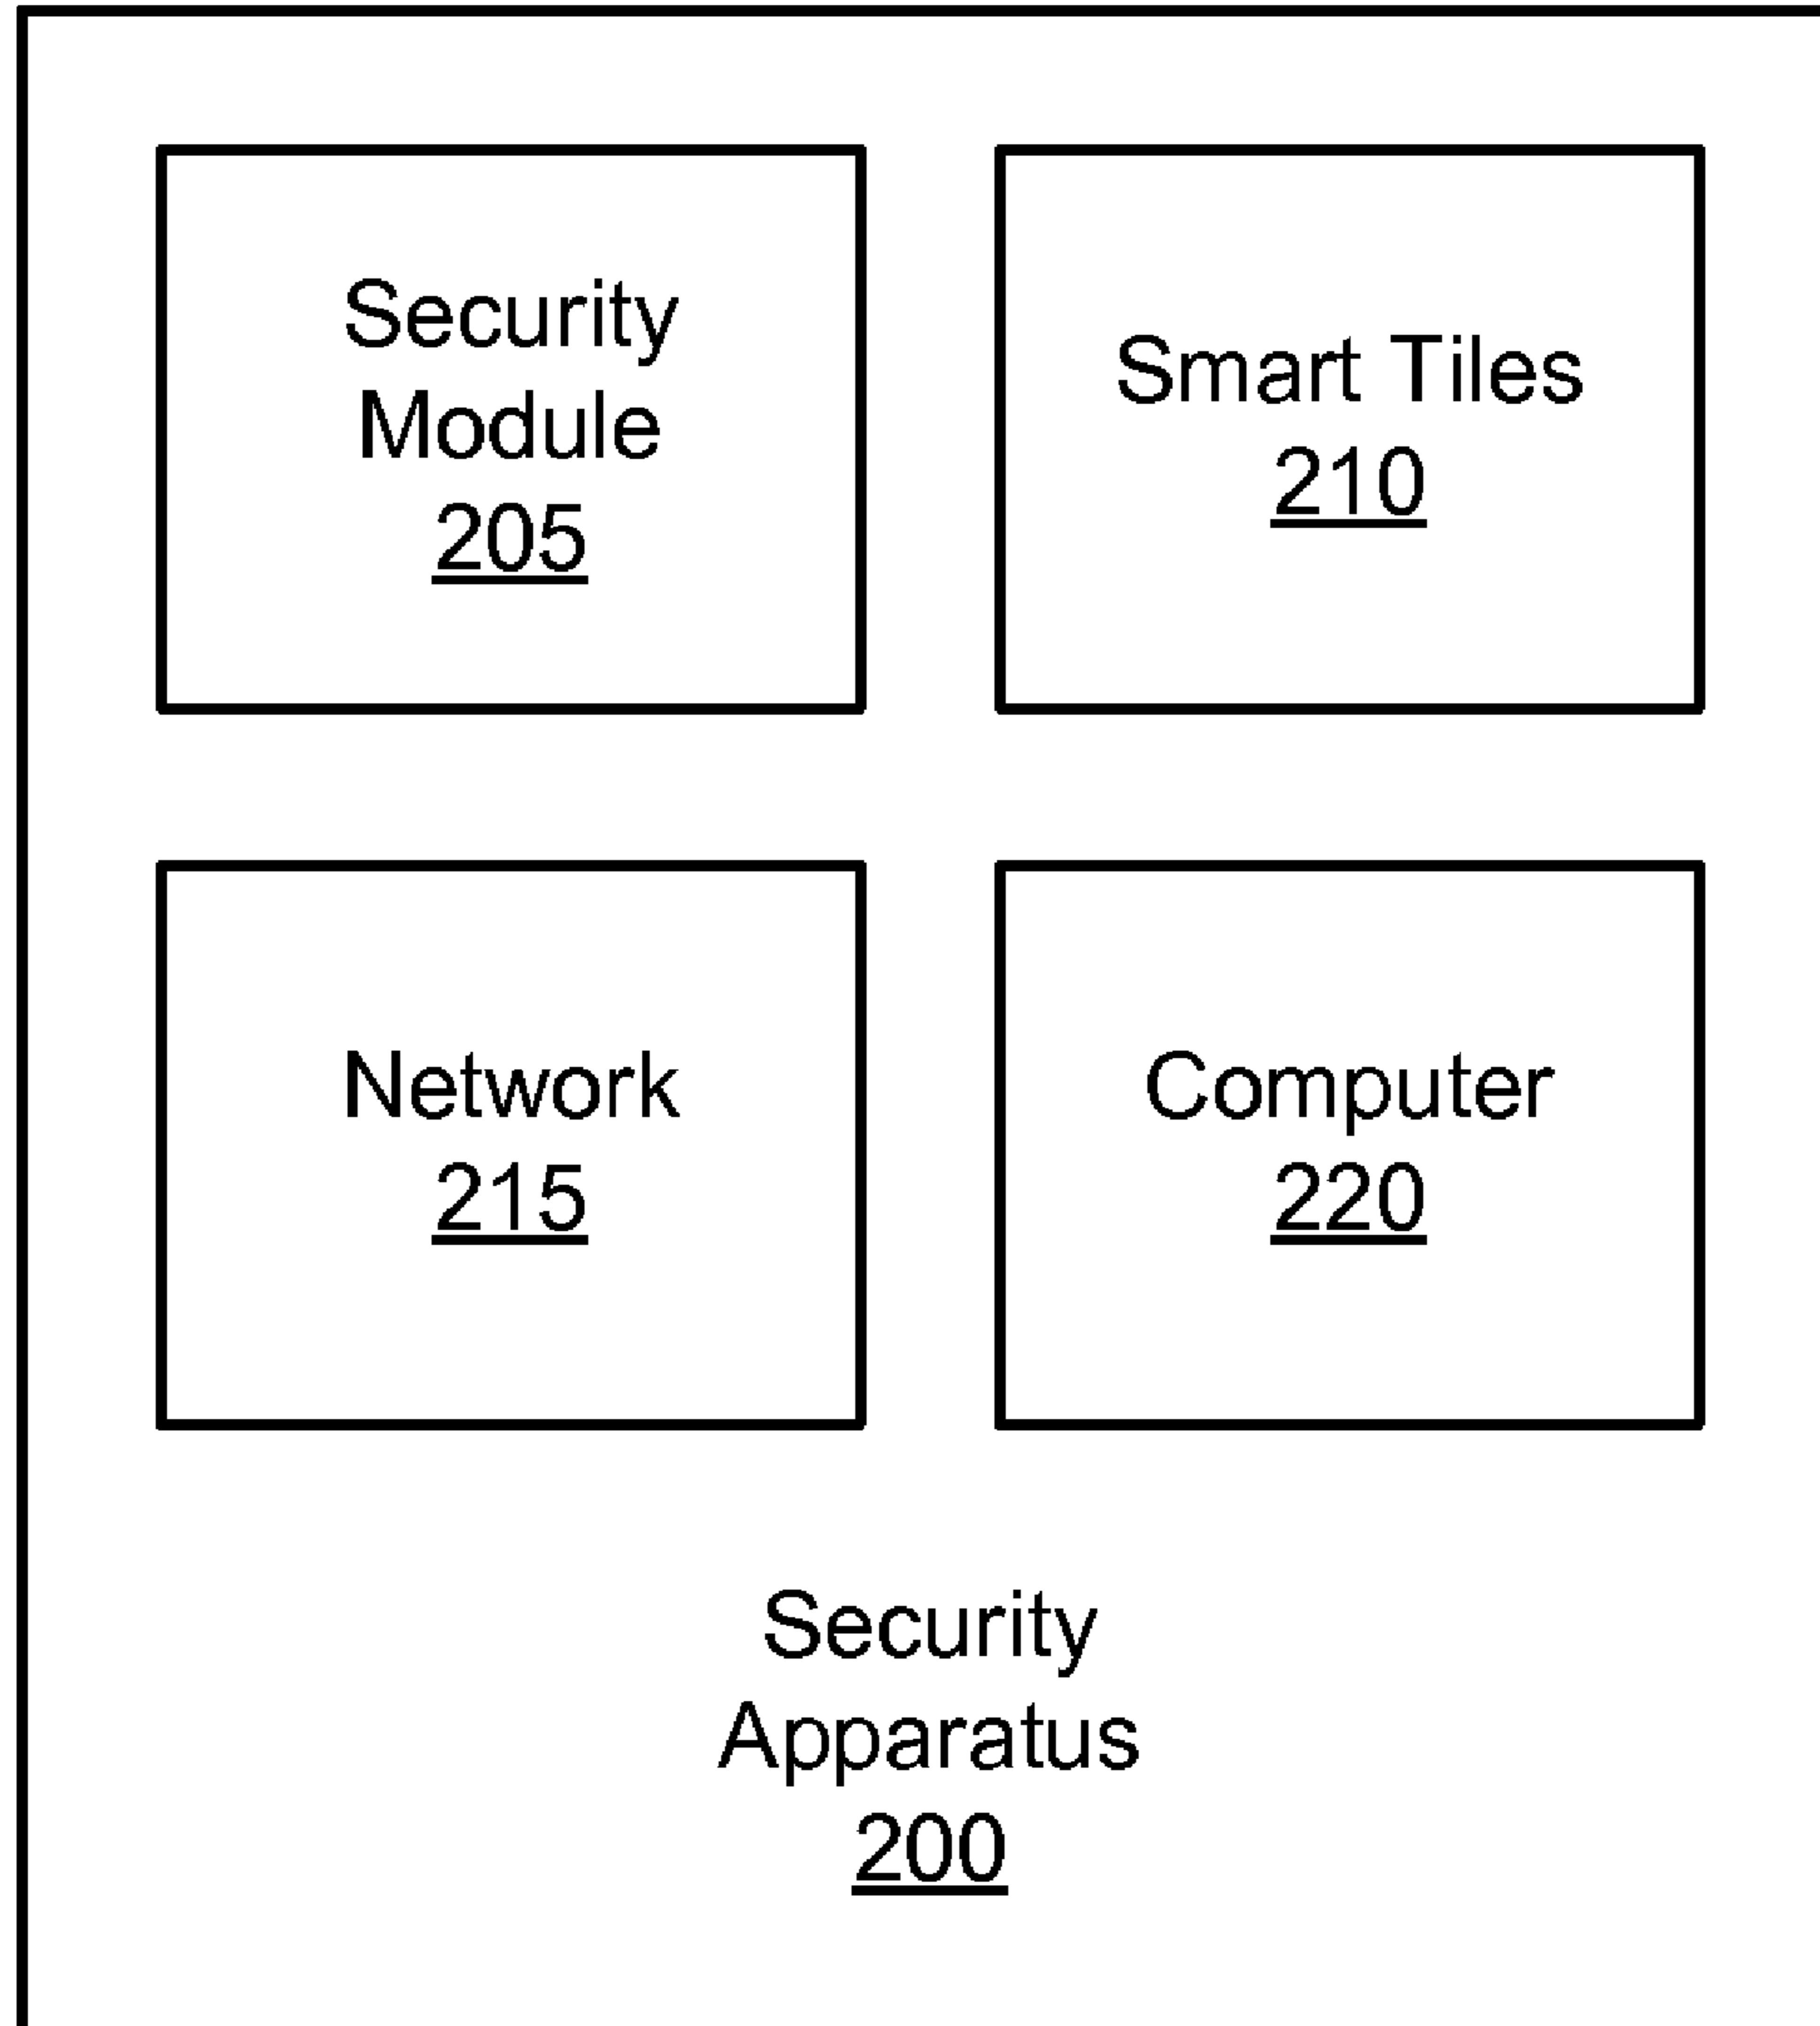 Security
Module
205
Smart Tiles
210
Network
215
Computer
220
Security
Apparatus
200